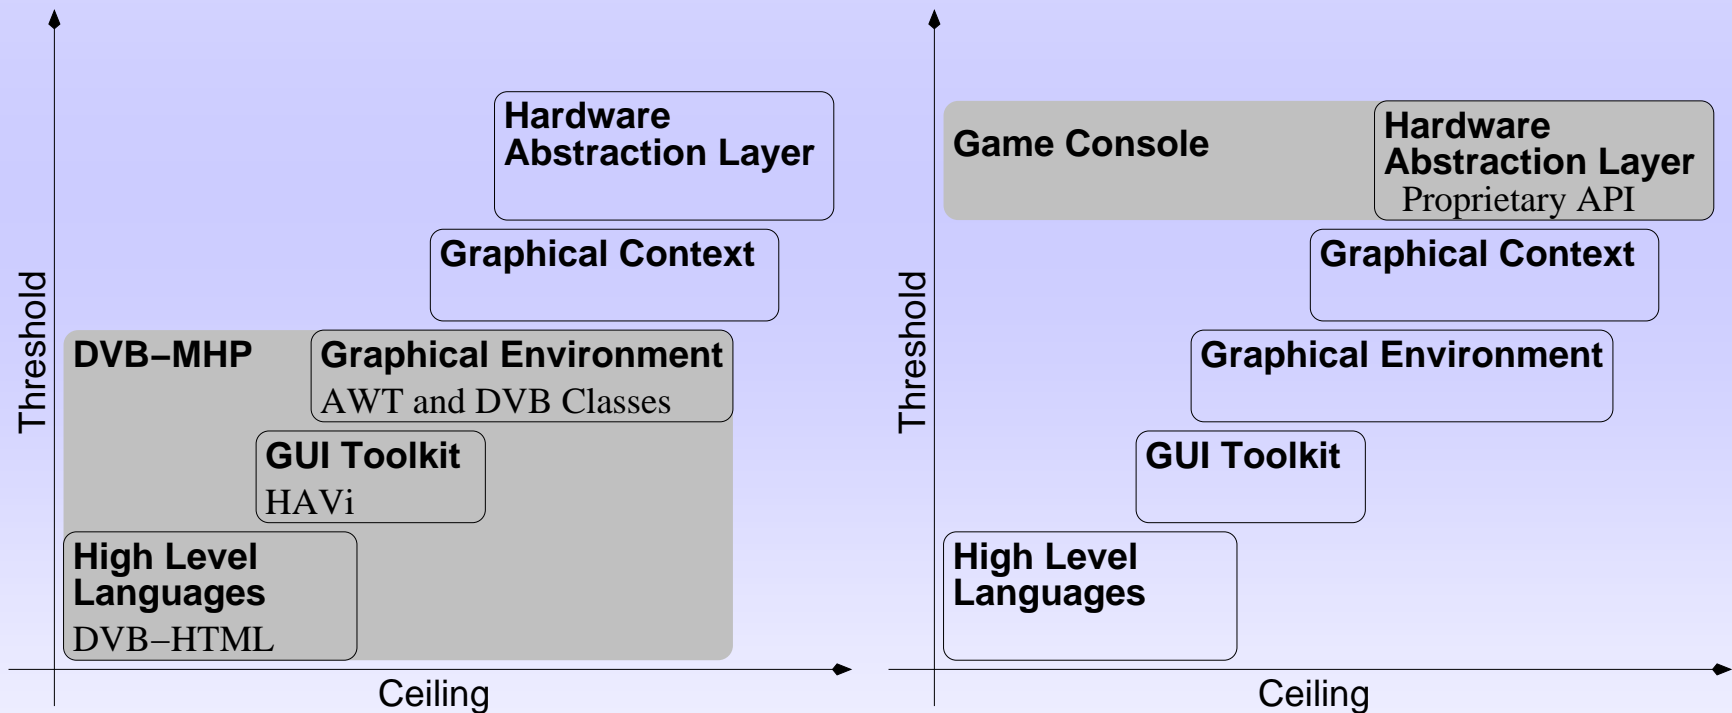 Hardware
Abstraction Layer
Graphical Context
DVB–MHP
Graphical Environment
AWT and DVB Classes
GUI Toolkit
HAVi
High Level
Languages
DVB–HTML
Threshold
Ceiling
Game Console
Hardware
Abstraction Layer
Proprietary API
Graphical Context
Graphical Environment
GUI Toolkit
High Level
Languages
Threshold
Ceiling